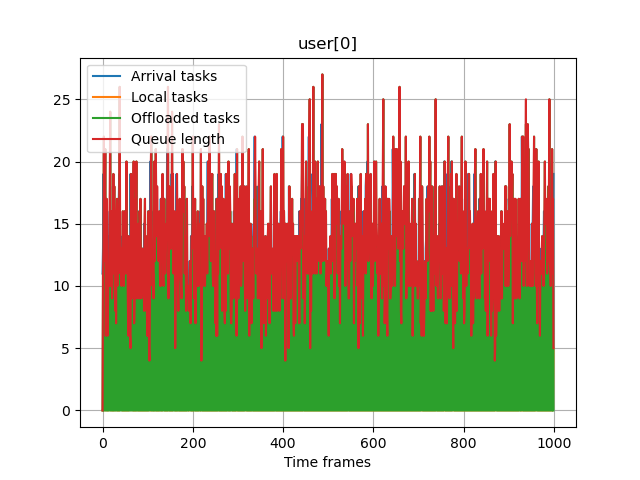 user[0]
Arrival tasks
Local tasks
Offloaded tasks
Queue length
25
20
15
10
5
0
0 200 400 600 800 1000
Time frames